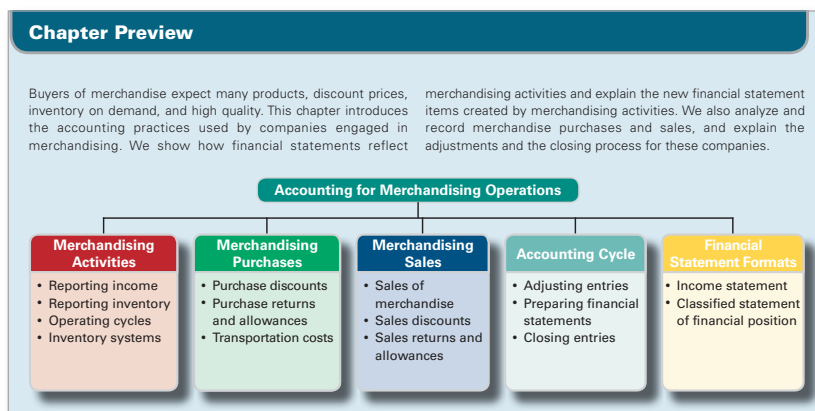 Chapter Preview
Buyers of merchandise expect many products, discount prices,
inventory on demand, and high quality. This chapter introduces
the accounting practices used by companies engaged in
merchandising. We show how financial statements reflect
merchandising activities and explain the new financial statement
items created by merchandising activities. We also analyze and
record merchandise purchases and sales, and explain the
adjustments and the closing process for these companies.
Accounting for Merchandising Operations
Merchandising
Activities
• Reporting income
• Reporting inventory
• Operating cycles
• Inventory systems
Merchandising
Purchases
• Purchase discounts
• Purchase returns
and allowances
• Transportation costs
Merchandising
Sales
• Sales of
merchandise
• Sales discounts
• Sales returns and
allowances
Accounting Cycle
• Adjusting entries
• Preparing financial
statements
• Closing entries
Financial
Statement Formats
• Income statement
• Classified statement
of financial position